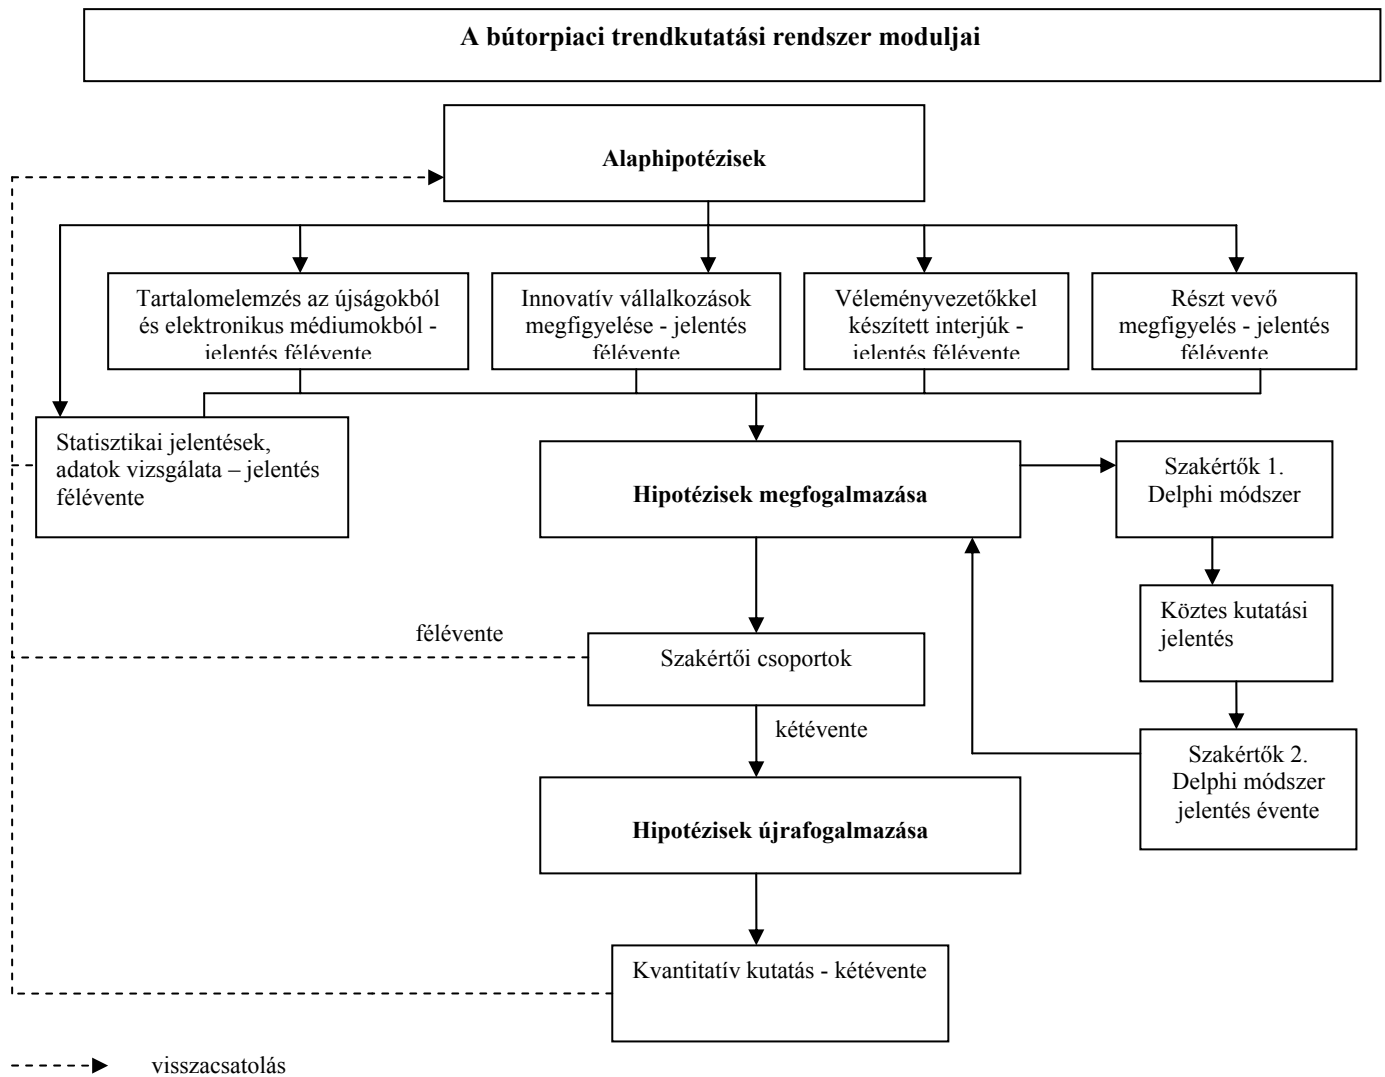 A bútorpiaci trendkutatási rendszer moduljai
Alaphipotézisek
Tartalomelemzés az újságokból
és elektronikus médiumokból -
jelentés félévente
Innovatív vállalkozások
megfigyelése - jelentés
félévente
Véleményvezetőkkel
készített interjúk -
jelentés félévente
Részt vevő
megfigyelés - jelentés
félévente
Statisztikai jelentések,
adatok vizsgálata – jelentés
félévente
Hipotézisek megfogalmazása
Szakértők 1.
Delphi módszer
Köztes kutatási
jelentés
félévente
Szakértői csoportok
kétévente
Szakértők 2.
Delphi módszer
jelentés évente
Hipotézisek újrafogalmazása
Kvantitatív kutatás - kétévente
visszacsatolás